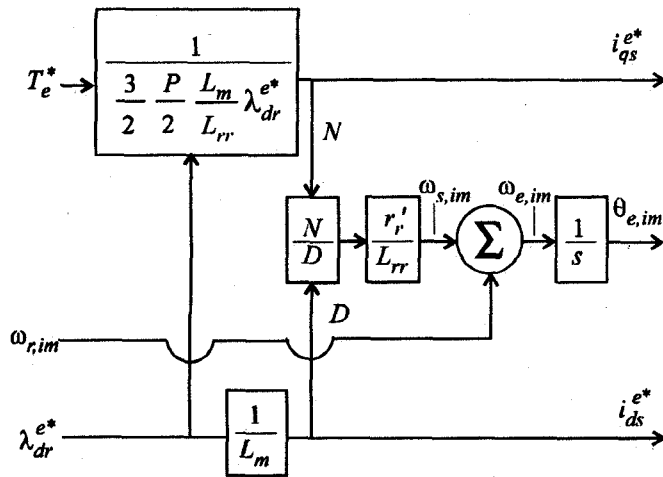 1
3 P L_m
2 2 L_rr λ_dr^e*
T_e^*
i_qs^e*
N
N
D
r_r'
L_rr
ω_s,im
Σ
ω_e,im
1
s
θ_e,im
D
ω_r,im
λ_dr^e*
1
L_m
i_ds^e*